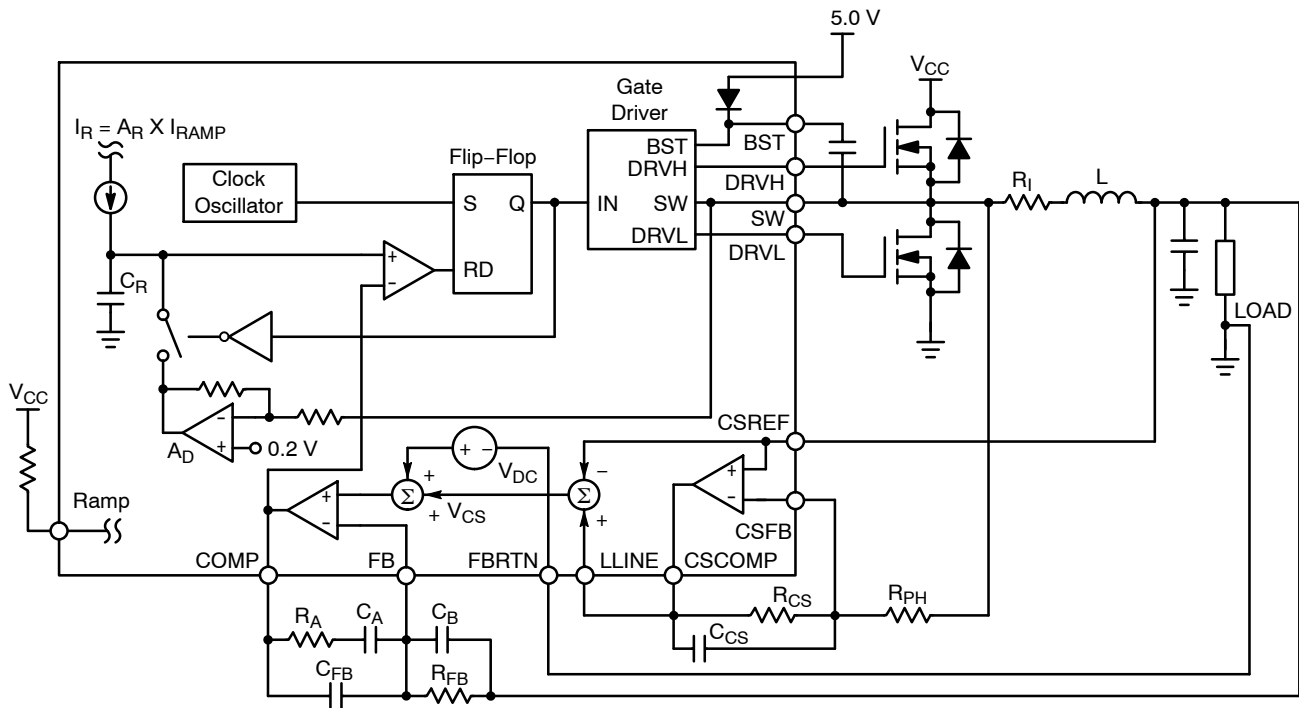 5.0 V
V_CC
Gate
Driver
I_R = A_R X I_RAMP
Flip−Flop
BST
BST
DRVH
DRVH
Clock
Oscillator
S
Q
IN
SW
SW
R_I
L
DRVL
DRVL
+
−
RD
C_R
LOAD
V_CC
−
+
A_D
0.2 V
CSREF
+ −
V_DC
+
−
+
−
Σ
+
+
V_CS
Σ
−
+
CSFB
Ramp
COMP
FB
FBRTN
LLINE
CSCOMP
R_A
C_A
C_B
R_CS
R_PH
C_CS
C_FB
R_FB